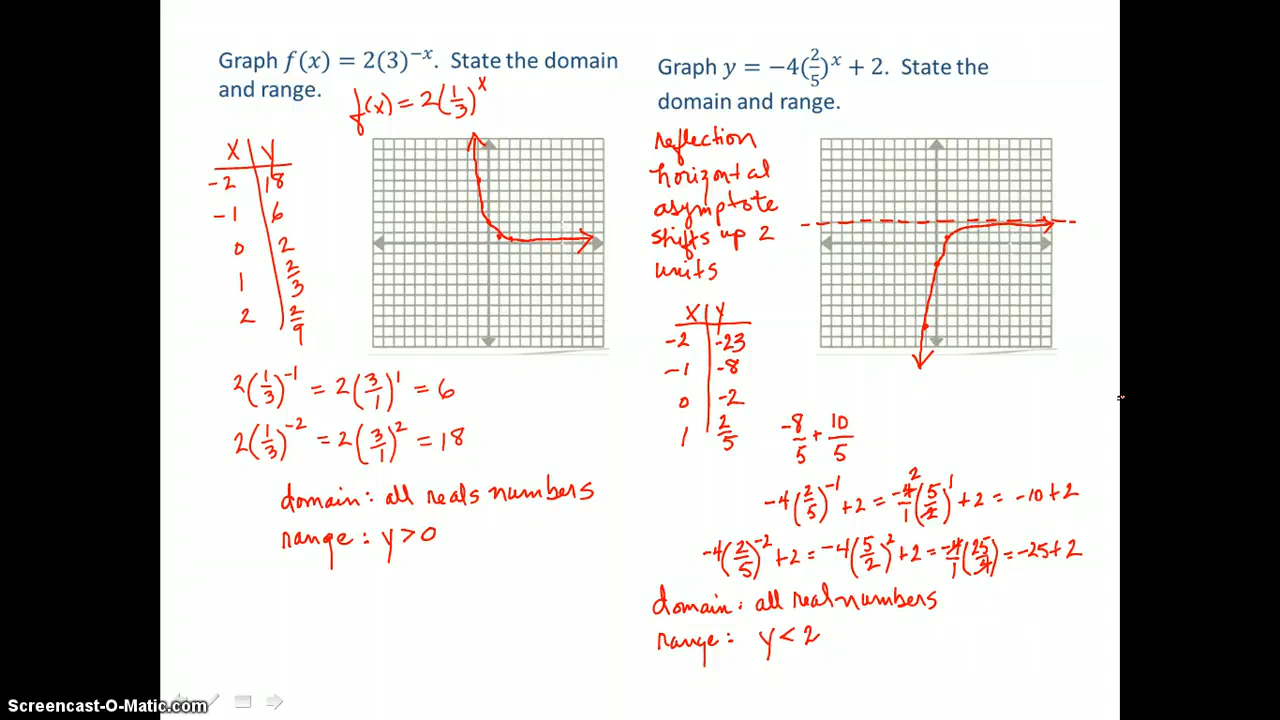 Graph f(x) = 2(3)⁻ˣ. State the domain
and range.
f(x) = 2(1/3)ˣ
X | Y
-2 | 18
-1 | 6
0 | 2
1 | 2/3
2 | 2/9
2(1/3)⁻¹ = 2(3/1)¹ = 6
2(1/3)⁻² = 2(3/1)² = 18
domain: all reals numbers
range: y > 0
Graph y = −4(2/5)ˣ + 2. State the
domain and range.
reflection
horizontal
asymptote
shifts up 2
units
X | Y
-2 | -23
-1 | -8
0 | -2
1 | 2/5
-8/5 + 10/5
-4(2/5)⁻¹ + 2 = -4/1 2 (5/2)¹ + 2 = -10 + 2
-4(2/5)⁻² + 2 = -4(5/2)² + 2 = -4/1 (25/4) = -25 + 2
domain: all real numbers
range: y < 2
Screencast-O-Matic.com